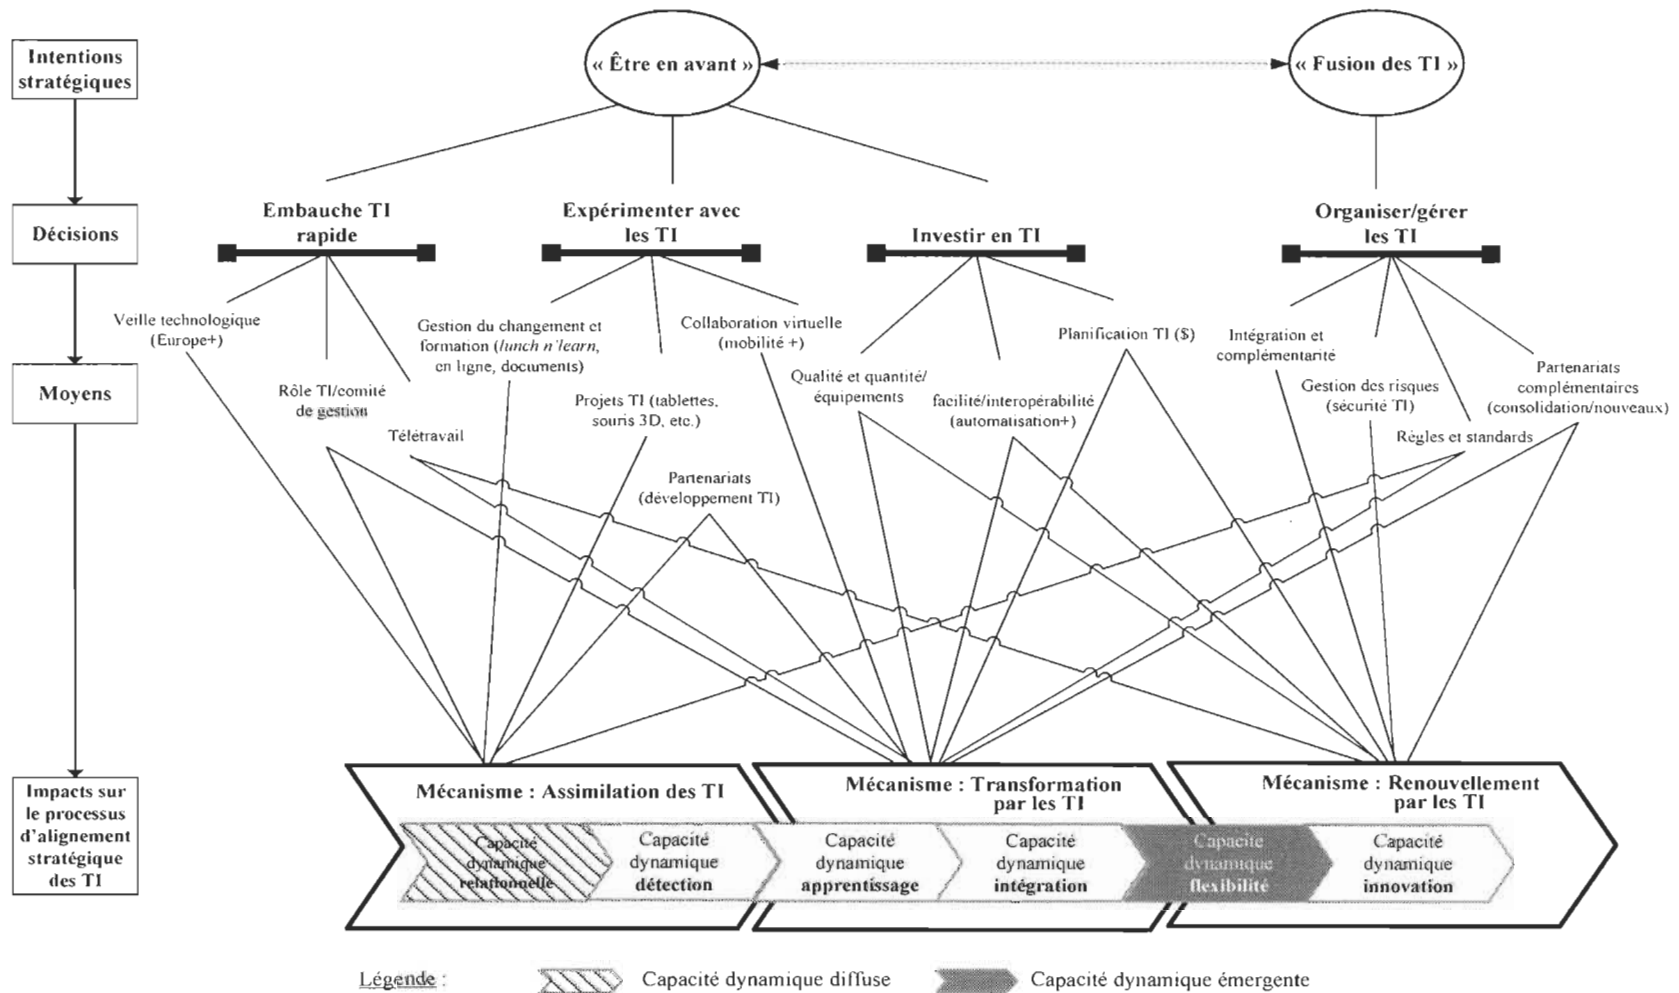 Intentions
stratégiques
« Être en avant »
« Fusion des TI »
Décisions
Embauche TI
rapide
Expérimenter avec
les TI
Investir en TI
Organiser/gérer
les TI
Moyens
Veille technologique
(Europe+)
Rôle TI/comité
de gestion
Télétravail
Gestion du changement et
formation (lunch n'learn,
en ligne, documents)
Projets TI (tablettes,
souris 3D, etc.)
Partenariats
(développement TI)
Collaboration virtuelle
(mobilité +)
Qualité et quantité/
équipements
facilité/interopérabilité
(automatisation+)
Planification TI ($)
Intégration et
complémentarité
Gestion des risques
(sécurité TI)
Règles et standards
Partenariats
complémentaires
(consolidation/nouveaux)
Impacts sur
le processus
d'alignement
stratégique
des TI
Mécanisme : Assimilation des TI
Capacité
dynamique
relationnelle
Capacité
dynamique
détection
Mécanisme : Transformation
par les TI
Capacité
dynamique
apprentissage
Capacité
dynamique
intégration
Mécanisme : Renouvellement
par les TI
Capacité
dynamique
flexibilité
Capacité
dynamique
innovation
Légende :
Capacité dynamique diffuse
Capacité dynamique émergente